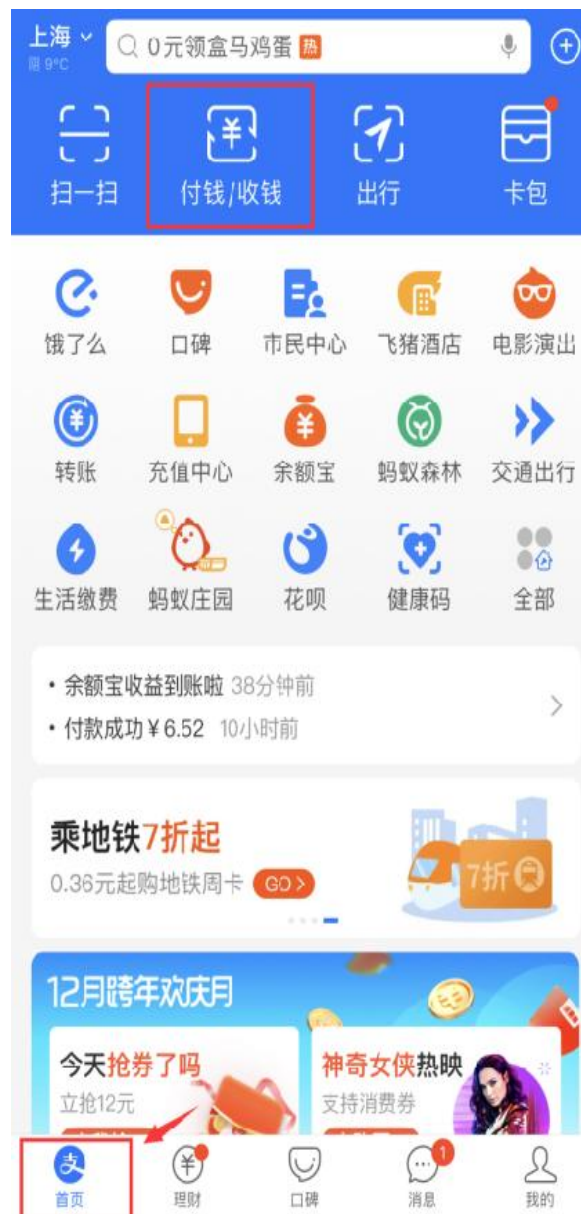 上海
0元领盒马鸡蛋 热
阴 9°C
扫一扫 付钱/收钱 出行 卡包
饿了么 口碑 市民中心 飞猪酒店 电影演出
转账 充值中心 余额宝 蚂蚁森林 交通出行
生活缴费 蚂蚁庄园 花呗 健康码 全部
• 余额宝收益到账啦 38分钟前
• 付款成功¥6.52 10小时前
乘地铁7折起
0.36元起购地铁周卡 GO >
7折
12月跨年欢庆月
今天抢券了吗
立抢12元
神奇女侠热映
支持消费券
支 ¥ 1
首页 理财 口碑 消息 我的